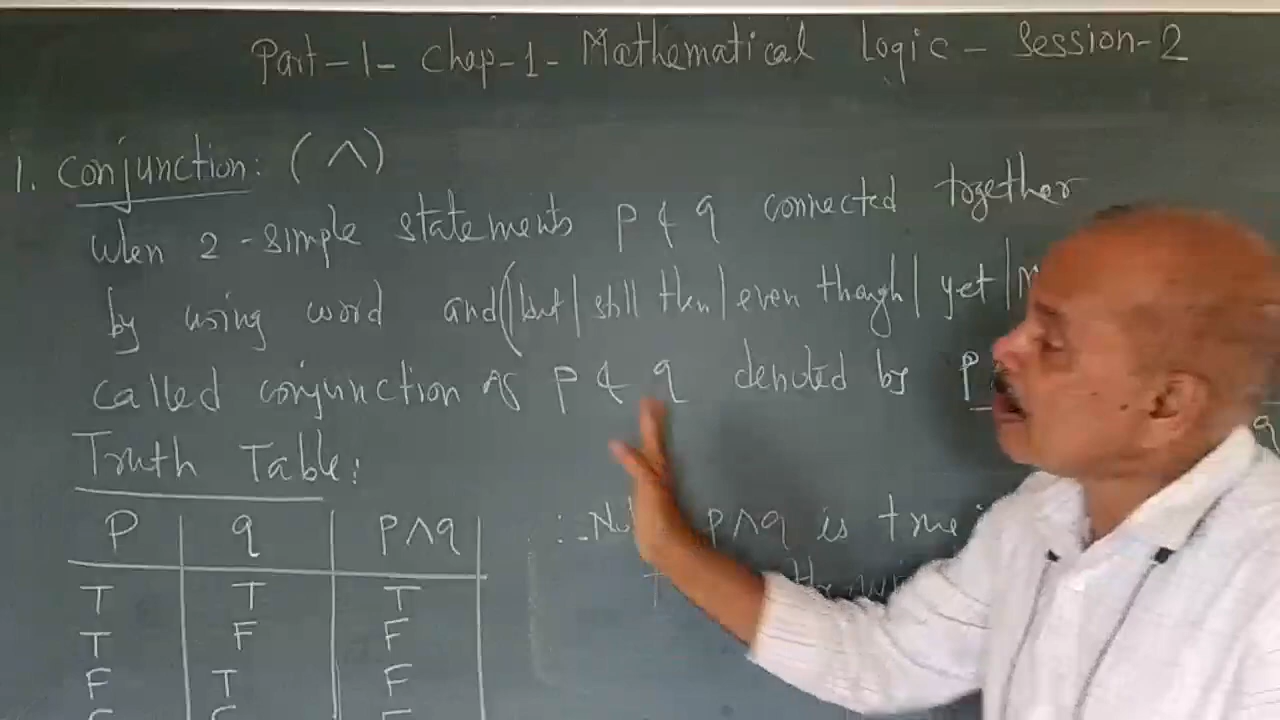 Part-1- Chap-1- Mathematical Logic - Session-2
1. Conjunction: ( ∧ )
when 2-simple statements p & q connected together
by using word and (but | still then | even though | yet |
called conjunction of p & q denoted by p
q
Truth Table:
P q p∧q
T T T
T F F
F T F
∴ p∧q is true